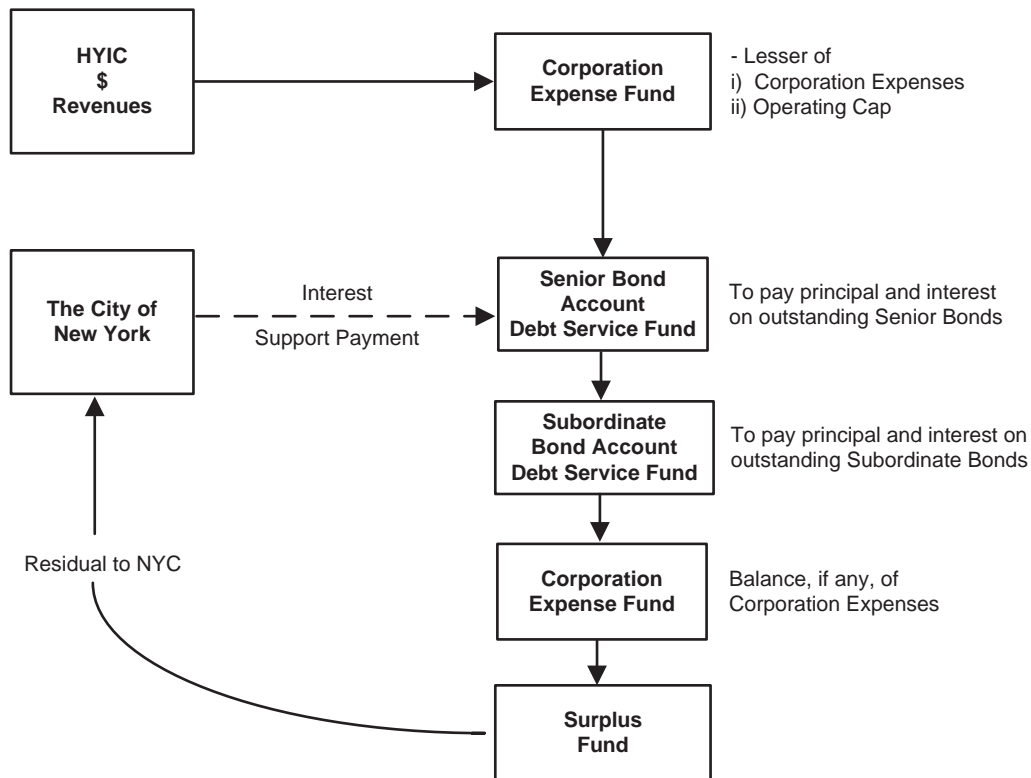 HYIC
$
Revenues
Corporation
Expense Fund
- Lesser of
i) Corporation Expenses
ii) Operating Cap
The City of
New York
Interest
Support Payment
Senior Bond
Account
Debt Service Fund
To pay principal and interest
on outstanding Senior Bonds
Subordinate
Bond Account
Debt Service Fund
To pay principal and interest on
outstanding Subordinate Bonds
Residual to NYC
Corporation
Expense Fund
Balance, if any, of
Corporation Expenses
Surplus
Fund